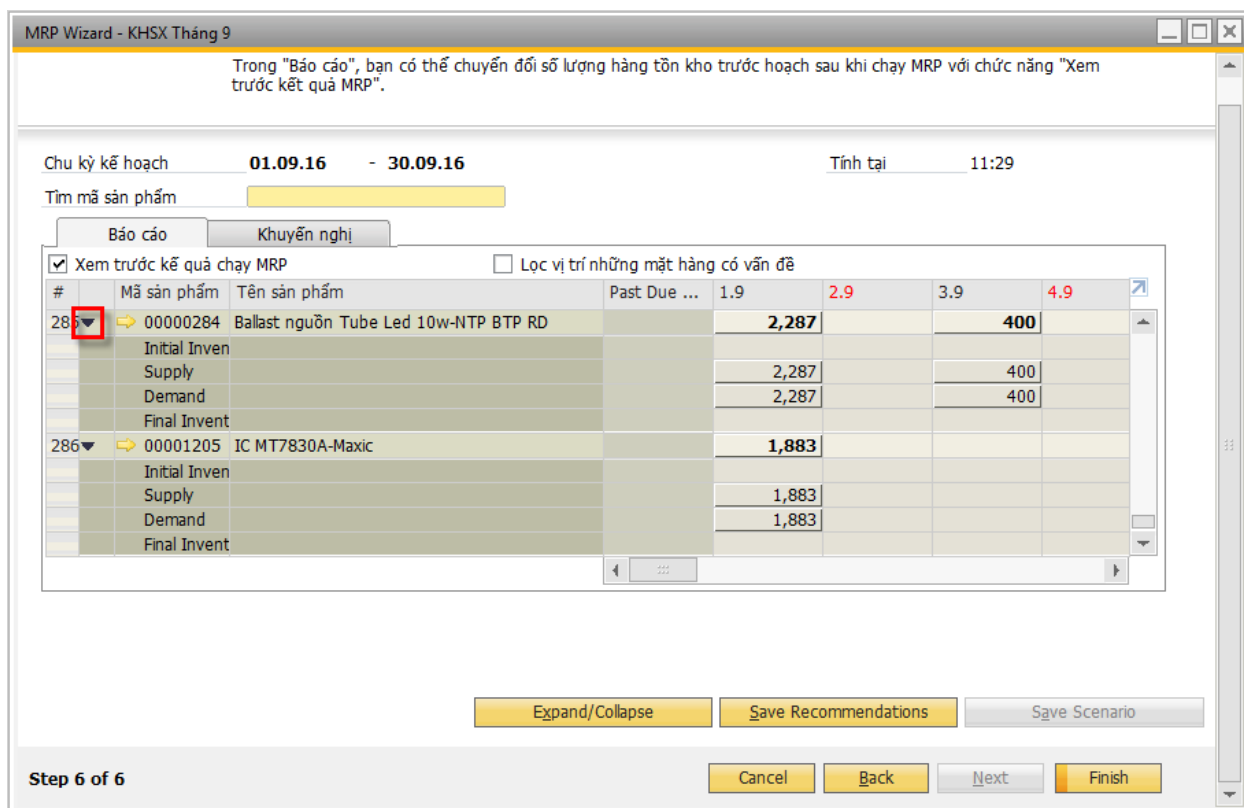 MRP Wizard - KHSX Tháng 9
Trong "Báo cáo", bạn có thể chuyển đổi số lượng hàng tồn kho trước hoạch sau khi chạy MRP với chức năng "Xem
trước kết quả MRP".
Chu kỳ kế hoạch 01.09.16 - 30.09.16 Tính tại 11:29
Tìm mã sản phẩm
Báo cáo Khuyến nghị
Xem trước kế quả chạy MRP Lọc vị trí những mặt hàng có vấn đề
# Mã sản phẩm Tên sản phẩm Past Due ... 1.9 2.9 3.9 4.9
285 00000284 Ballast nguồn Tube Led 10w-NTP BTP RD 2,287 400
Initial Inven
Supply 2,287 400
Demand 2,287 400
Final Invent
286 00001205 IC MT7830A-Maxic 1,883
Initial Inven
Supply 1,883
Demand 1,883
Final Invent
Expand/Collapse Save Recommendations Save Scenario
Step 6 of 6 Cancel Back Next Finish